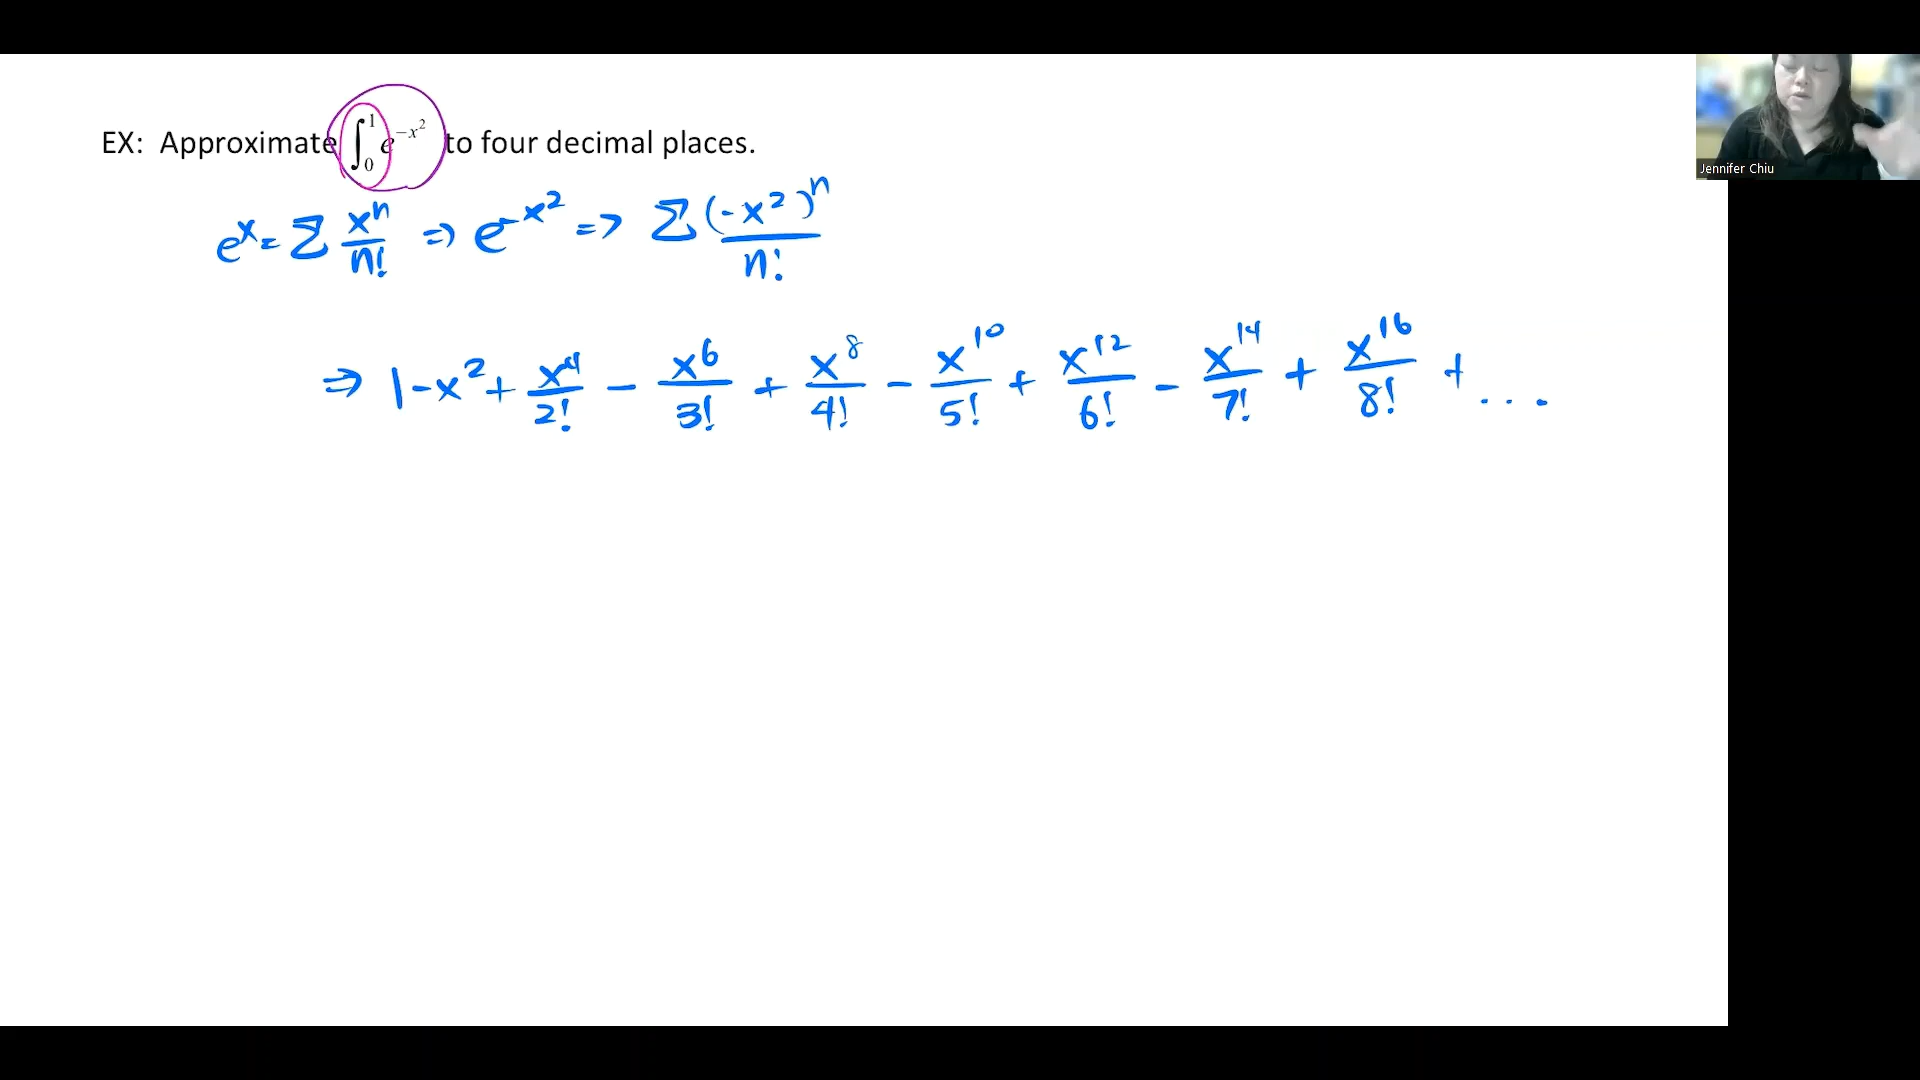 EX: Approximate ∫₀¹ e^{-x²} to four decimal places.
Jennifer Chiu
e^x = Σ x^n/n! ⇒ e^{-x²} ⇒ Σ (-x²)^n/n!
⇒ 1 - x² + x⁴/2! - x⁶/3! + x⁸/4! - x¹⁰/5! + x¹²/6! - x¹⁴/7! + x¹⁶/8! + ...